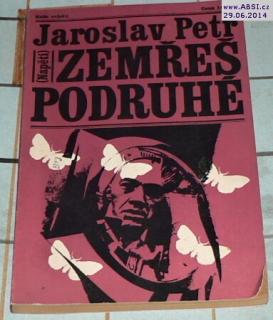 www.ABSI.cz
29.06.2014
Jaroslav Petr
(Napětí)
ZEMŘEŠ
PODRUHÉ